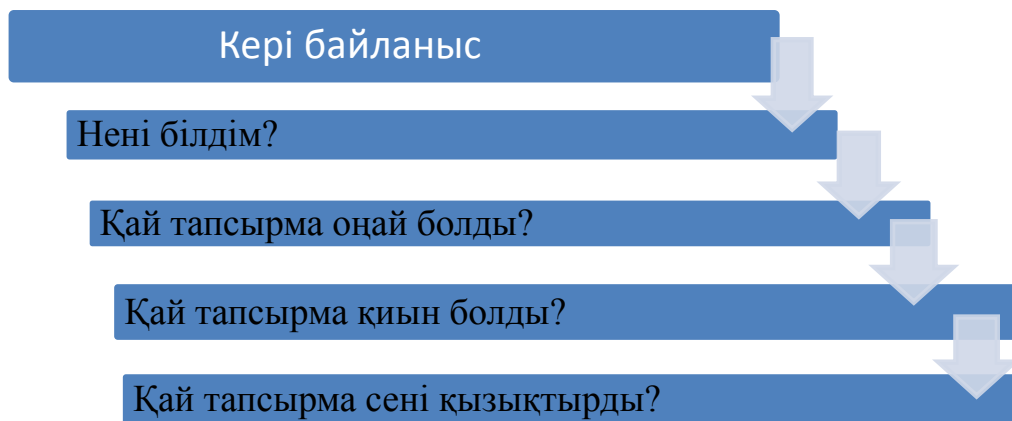 Кері байланыс
Нені білдім?
Қай тапсырма оңай болды?
Қай тапсырма қиын болды?
Қай тапсырма сені қызықтырды?